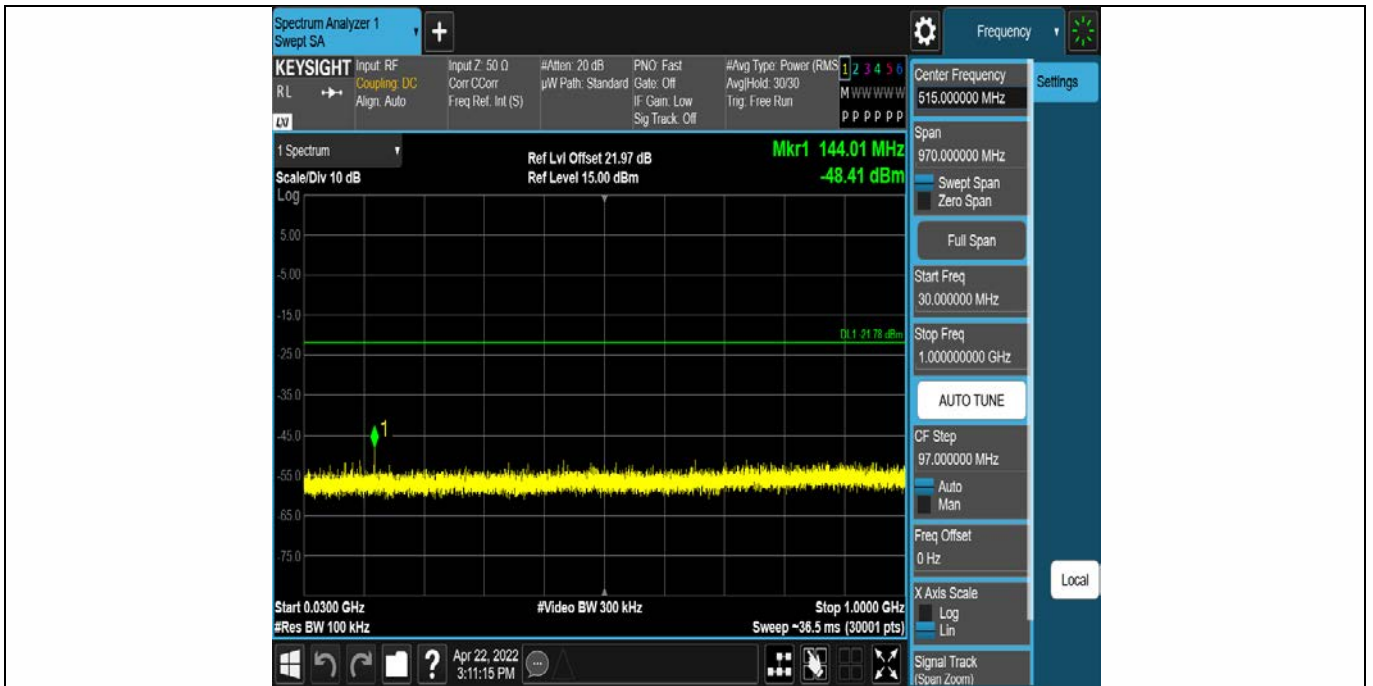 Spectrum Analyzer 1
Swept SA
+
Frequency
KEYSIGHT
RL
LXI
Input: RF
Coupling: DC
Align: Auto
Input Z: 50 Ω
Corr CCorr
Freq Ref: Int (S)
#Atten: 20 dB
µW Path: Standard
PNO: Fast
Gate: Off
IF Gain: Low
Sig Track: Off
#Avg Type: Power (RMS
Avg|Hold: 30/30
Trig: Free Run
1 2 3 4 5 6
M W W W W W
P P P P P P
1 Spectrum
Scale/Div 10 dB
Ref Lvl Offset 21.97 dB
Ref Level 15.00 dBm
Mkr1 144.01 MHz
-48.41 dBm
Log
5.00
-5.00
-15.0
DL1 -21.78 dBm
-25.0
-35.0
-45.0
1
-55.0
-65.0
-75.0
Start 0.0300 GHz
#Res BW 100 kHz
#Video BW 300 kHz
Stop 1.0000 GHz
Sweep ~36.5 ms (30001 pts)
?
Apr 22, 2022
3:11:15 PM
Center Frequency
515.000000 MHz
Span
970.000000 MHz
Swept Span
Zero Span
Full Span
Start Freq
30.000000 MHz
Stop Freq
1.000000000 GHz
AUTO TUNE
CF Step
97.000000 MHz
Auto
Man
Freq Offset
0 Hz
X Axis Scale
Log
Lin
Signal Track
(Span Zoom)
Settings
Local